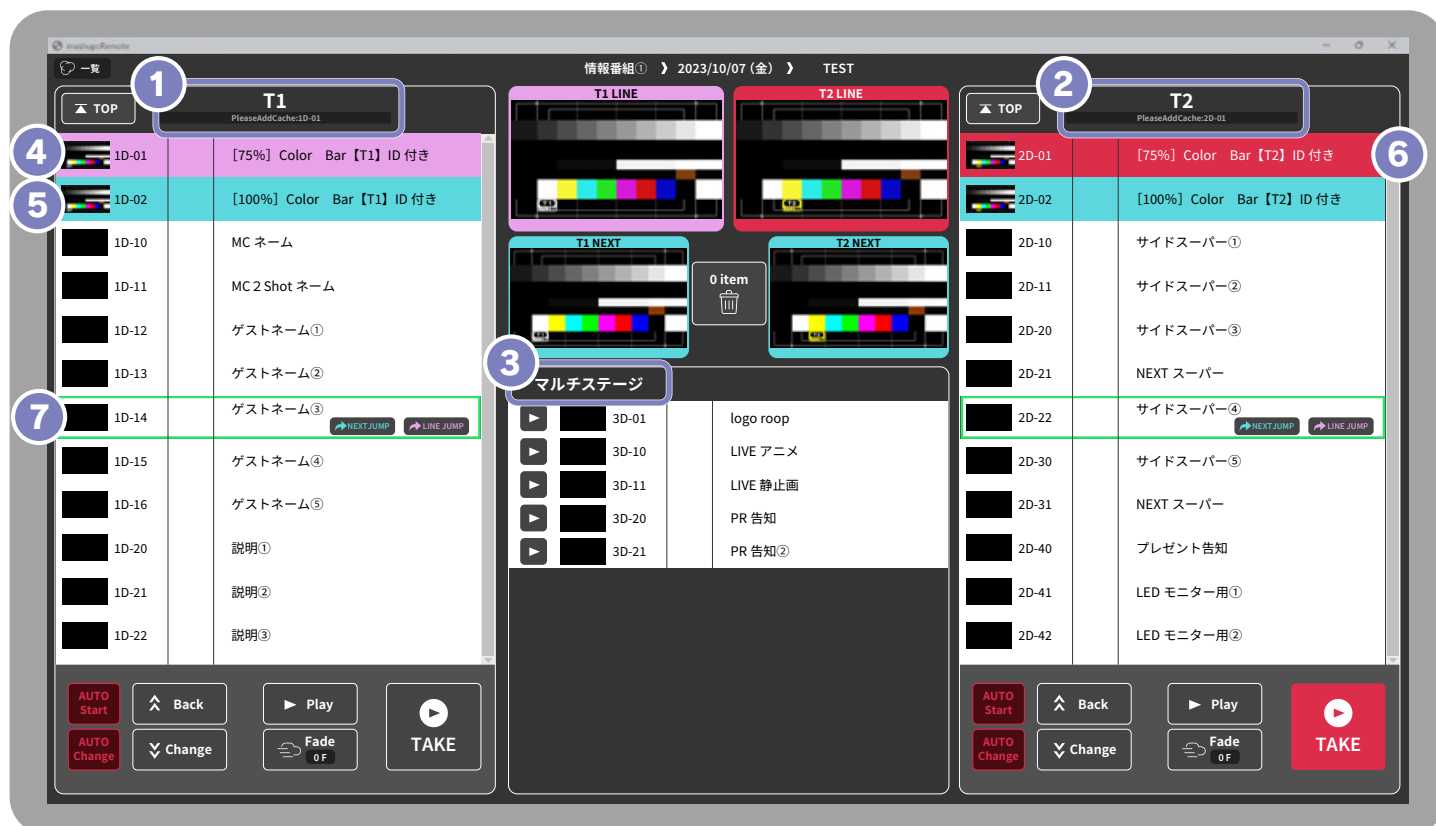 mashup:Remote
一覧
情報番組① 》 2023/10/07（金） 》 TEST
1
T1
TOP
PleaseAddCache:1D-01
4
1D-01 ［75%］Color Bar【T1】ID 付き
5
1D-02 ［100%］Color Bar【T1】ID 付き
1D-10 MC ネーム
1D-11 MC 2 Shot ネーム
1D-12 ゲストネーム①
1D-13 ゲストネーム②
7
1D-14 ゲストネーム③
NEXTJUMP LINE JUMP
1D-15 ゲストネーム④
1D-16 ゲストネーム⑤
1D-20 説明①
1D-21 説明②
1D-22 説明③
AUTO Start
Back
Play
TAKE
AUTO Change
Change
Fade
0 F
T1 LINE
T2 LINE
T1 NEXT
T2 NEXT
0 item
3
マルチステージ
3D-01 logo roop
3D-10 LIVE アニメ
3D-11 LIVE 静止画
3D-20 PR 告知
3D-21 PR 告知②
2
T2
TOP
PleaseAddCache:2D-01
6
2D-01 ［75%］Color Bar【T2】ID 付き
2D-02 ［100%］Color Bar【T2】ID 付き
2D-10 サイドスーパー①
2D-11 サイドスーパー②
2D-20 サイドスーパー③
2D-21 NEXT スーパー
2D-22 サイドスーパー④
NEXTJUMP LINE JUMP
2D-30 サイドスーパー⑤
2D-31 NEXT スーパー
2D-40 プレゼント告知
2D-41 LED モニター用①
2D-42 LED モニター用②
AUTO Start
Back
Play
TAKE
AUTO Change
Change
Fade
0 F